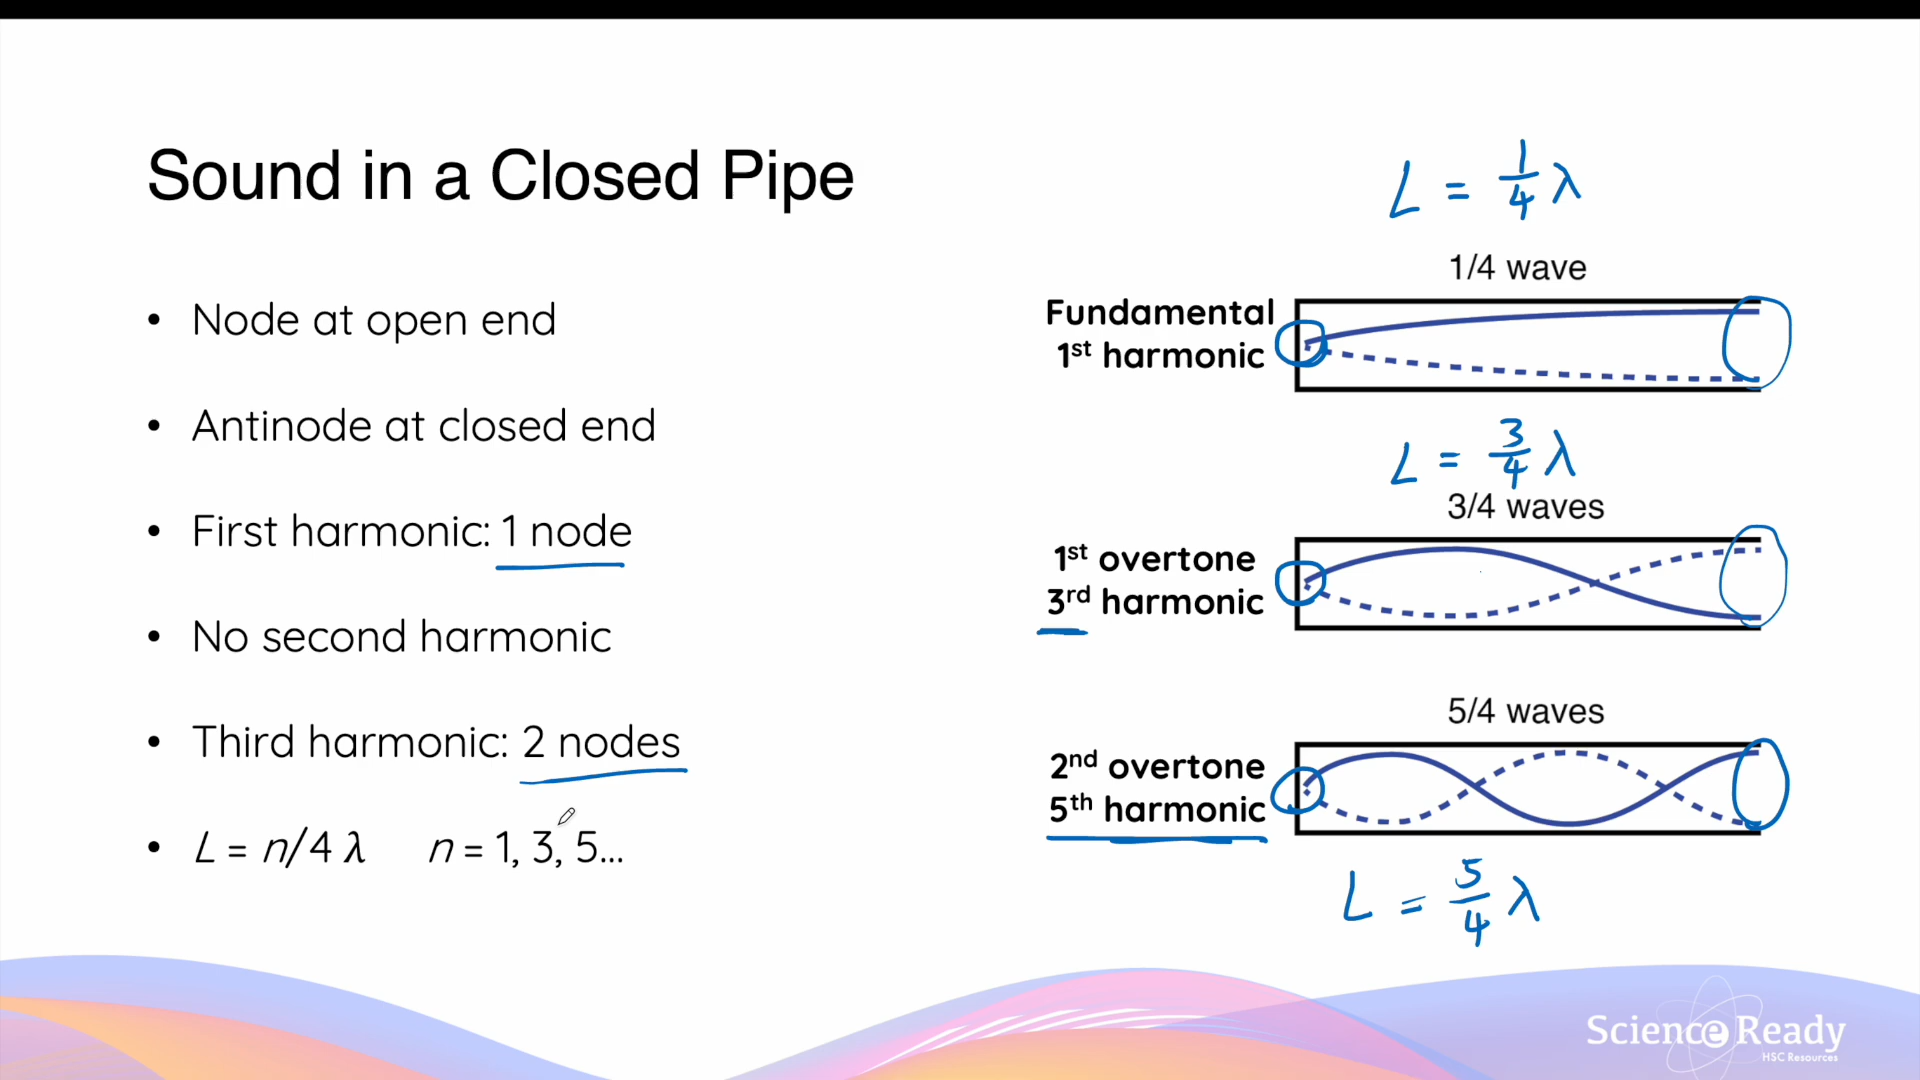 Sound in a Closed Pipe
• Node at open end
• Antinode at closed end
• First harmonic: 1 node
• No second harmonic
• Third harmonic: 2 nodes
• L = n/4 λ n = 1, 3, 5...
L = 1/4 λ
1/4 wave
Fundamental
1st harmonic
L = 3/4 λ
3/4 waves
1st overtone
3rd harmonic
5/4 waves
2nd overtone
5th harmonic
L = 5/4 λ
Science Ready
HSC Resources